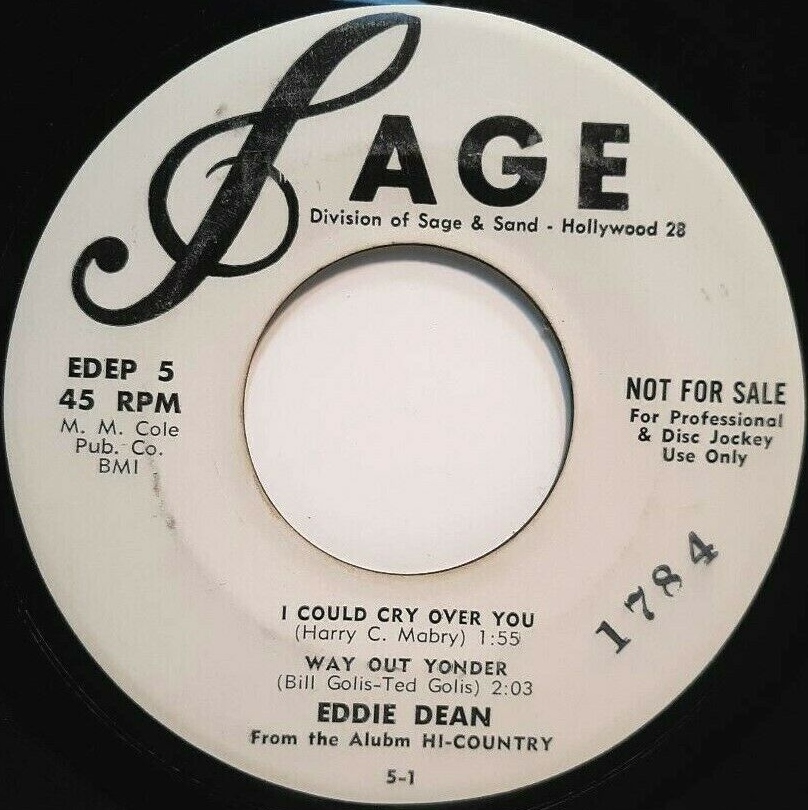 SAGE
Division of Sage & Sand - Hollywood 28
EDEP 5
45 RPM
M. M. Cole
Pub. Co.
BMI
NOT FOR SALE
For Professional
& Disc Jockey
Use Only
1784
I COULD CRY OVER YOU
(Harry C. Mabry) 1:55
WAY OUT YONDER
(Bill Golis-Ted Golis) 2:03
EDDIE DEAN
From the Alubm HI-COUNTRY
5-1